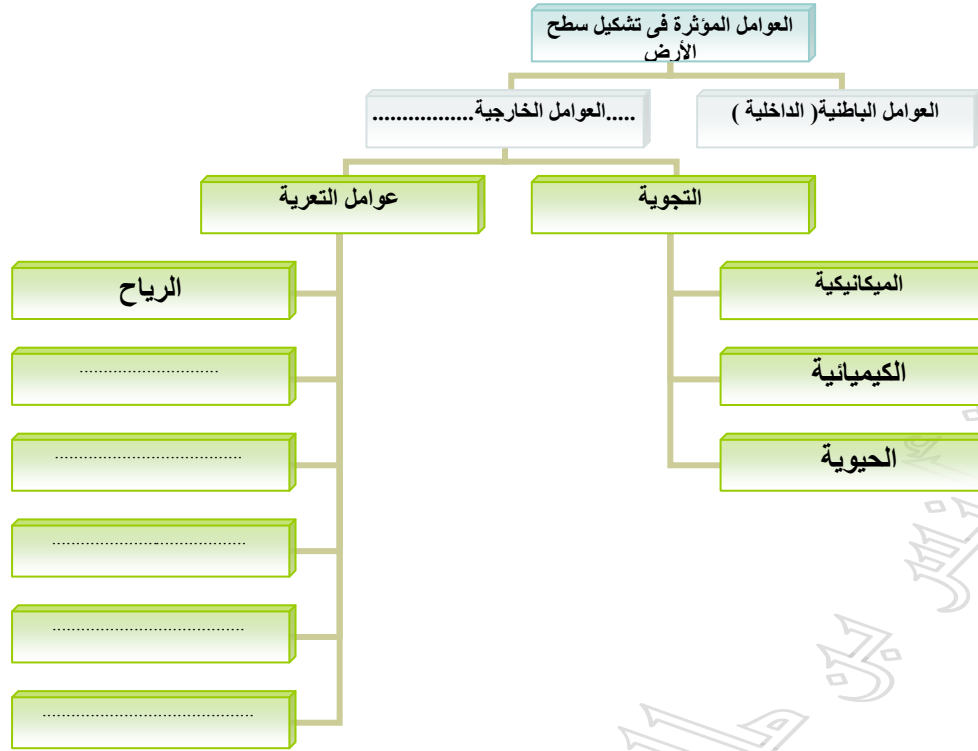 العوامل المؤثرة فى تشكيل سطح
الأرض
العوامل الباطنية( الداخلية )
.....العوامل الخارجية.................
التجوية
عوامل التعرية
الميكانيكية
الكيميائية
الحيوية
الرياح
............................
......................................
.......................................
.......................................
...........................................